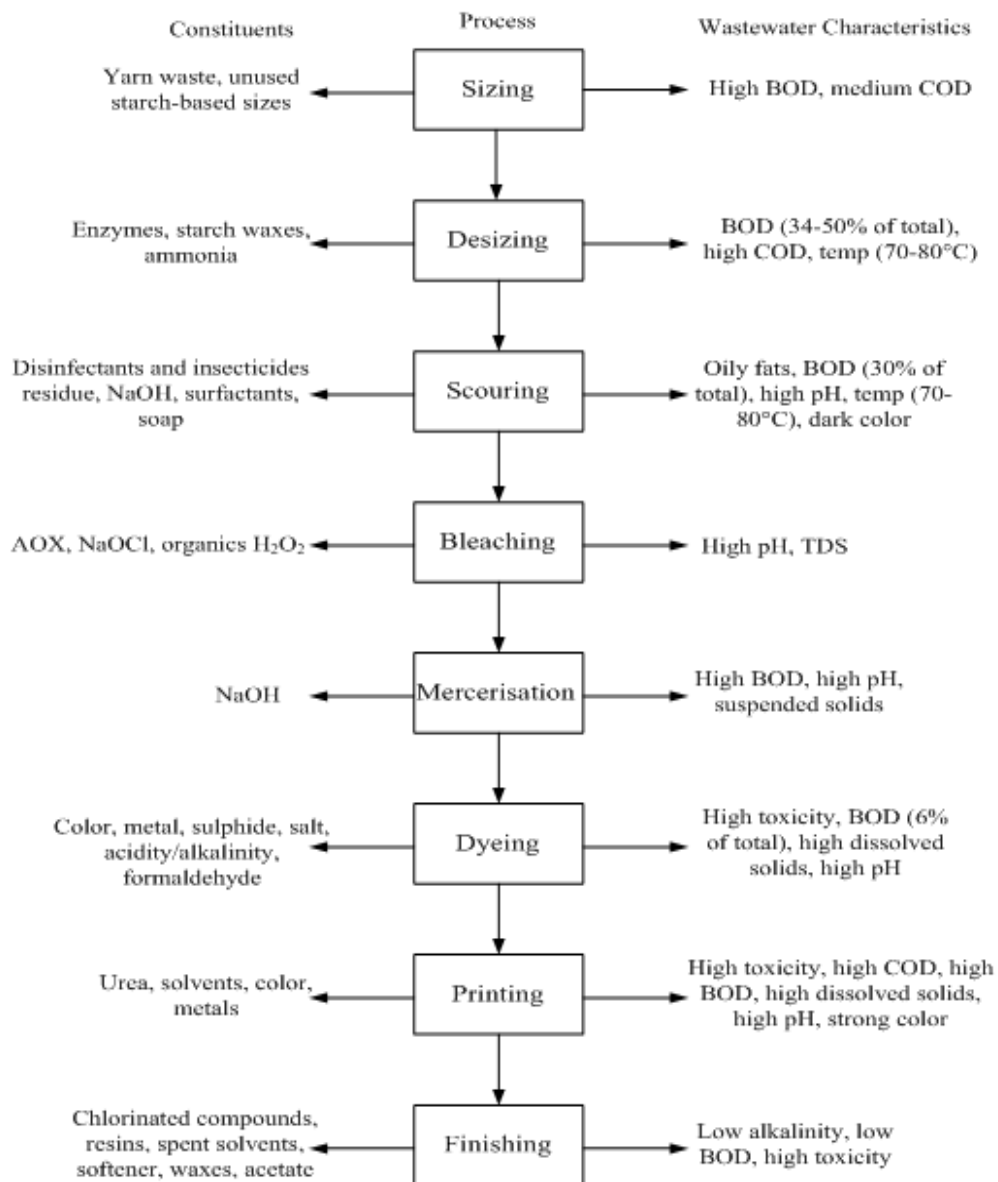 Constituents
Process
Wastewater Characteristics
Yarn waste, unused
starch-based sizes
Sizing
High BOD, medium COD
Enzymes, starch waxes,
ammonia
Desizing
BOD (34-50% of total),
high COD, temp (70-80°C)
Disinfectants and insecticides
residue, NaOH, surfactants,
soap
Scouring
Oily fats, BOD (30% of
total), high pH, temp (70-
80°C), dark color
AOX, NaOCl, organics H₂O₂
Bleaching
High pH, TDS
NaOH
Mercerisation
High BOD, high pH,
suspended solids
Color, metal, sulphide, salt,
acidity/alkalinity,
formaldehyde
Dyeing
High toxicity, BOD (6%
of total), high dissolved
solids, high pH
Urea, solvents, color,
metals
Printing
High toxicity, high COD, high
BOD, high dissolved solids,
high pH, strong color
Chlorinated compounds,
resins, spent solvents,
softener, waxes, acetate
Finishing
Low alkalinity, low
BOD, high toxicity